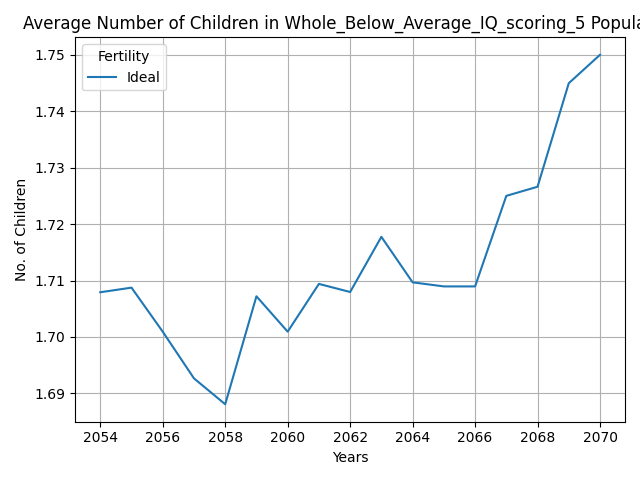 Average Number of Children in Whole_Below_Average_IQ_scoring_5 Popula
Fertility
Ideal
1.75
1.74
1.73
1.72
1.71
1.70
1.69
No. of Children
2054 2056 2058 2060 2062 2064 2066 2068 2070
Years